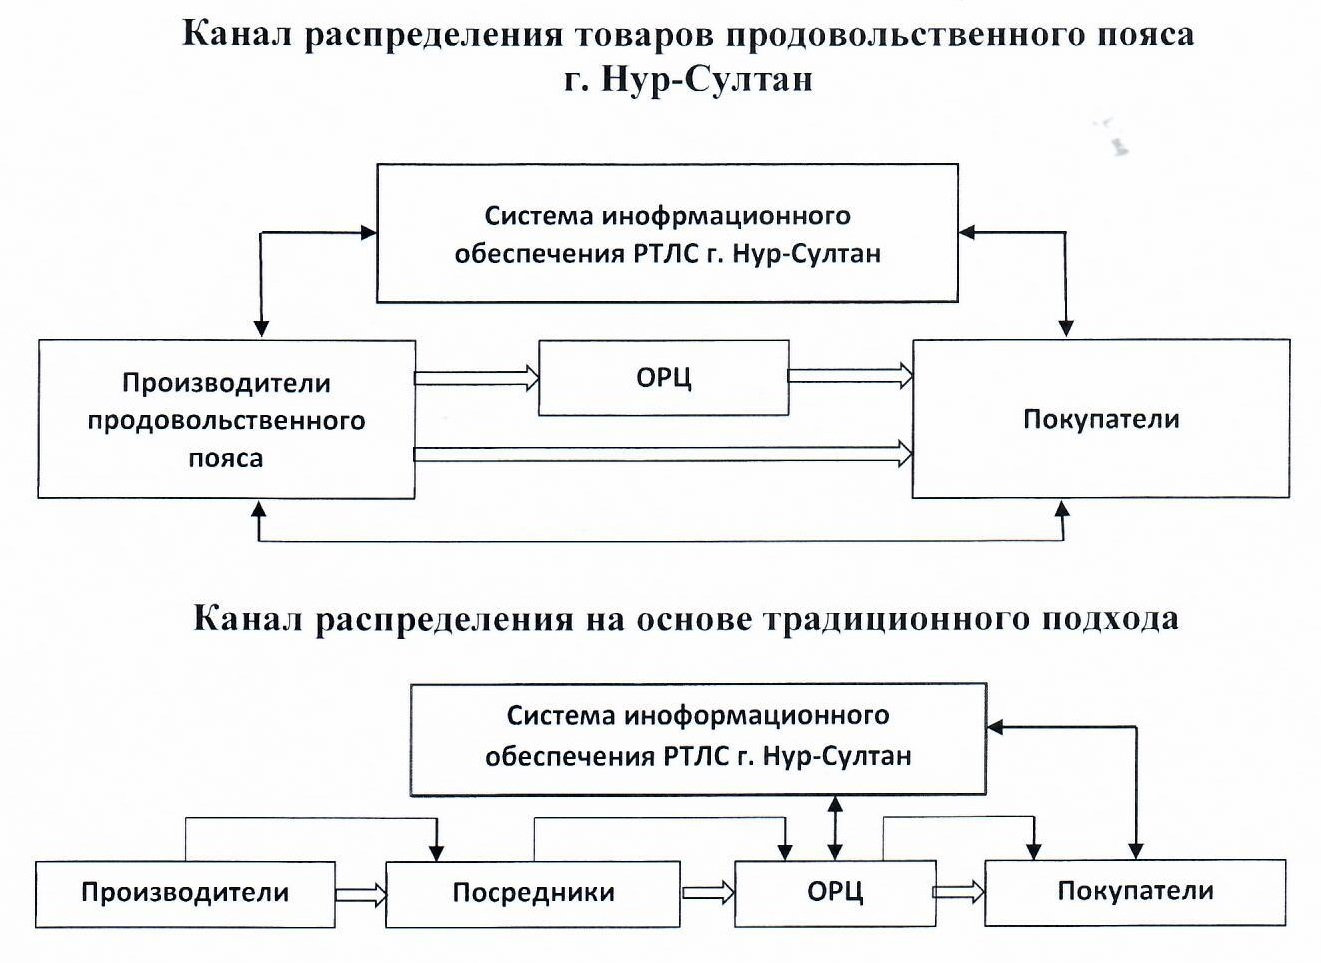 Канал распределения товаров продовольственного пояса
г. Нур-Султан
Система инофрмационного
обеспечения РТЛС г. Нур-Султан
Производители
продовольственного
пояса
ОРЦ
Покупатели
Канал распределения на основе традиционного подхода
Система иноформационного
обеспечения РТЛС г. Нур-Султан
Производители
Посредники
ОРЦ
Покупатели